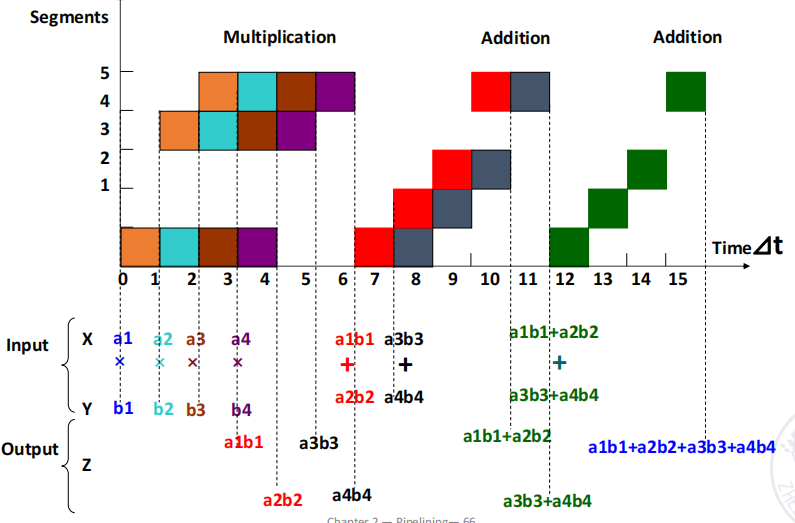 Segments
Multiplication Addition Addition
5
4
3
2
1
Time⊿t
0 1 2 3 4 5 6 7 8 9 10 11 12 13 14 15
Input X a1 a2 a3 a4 a1b1 a3b3 a1b1+a2b2
× × × × + + +
Y b1 b2 b3 b4 a2b2 a4b4 a3b3+a4b4
Output Z a1b1 a3b3 a1b1+a2b2 a1b1+a2b2+a3b3+a4b4
a2b2 a4b4 a3b3+a4b4
Chapter 2 — Pipelining— 66